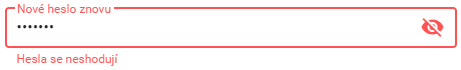 Nové heslo znovu
•••••••
Hesla se neshodují